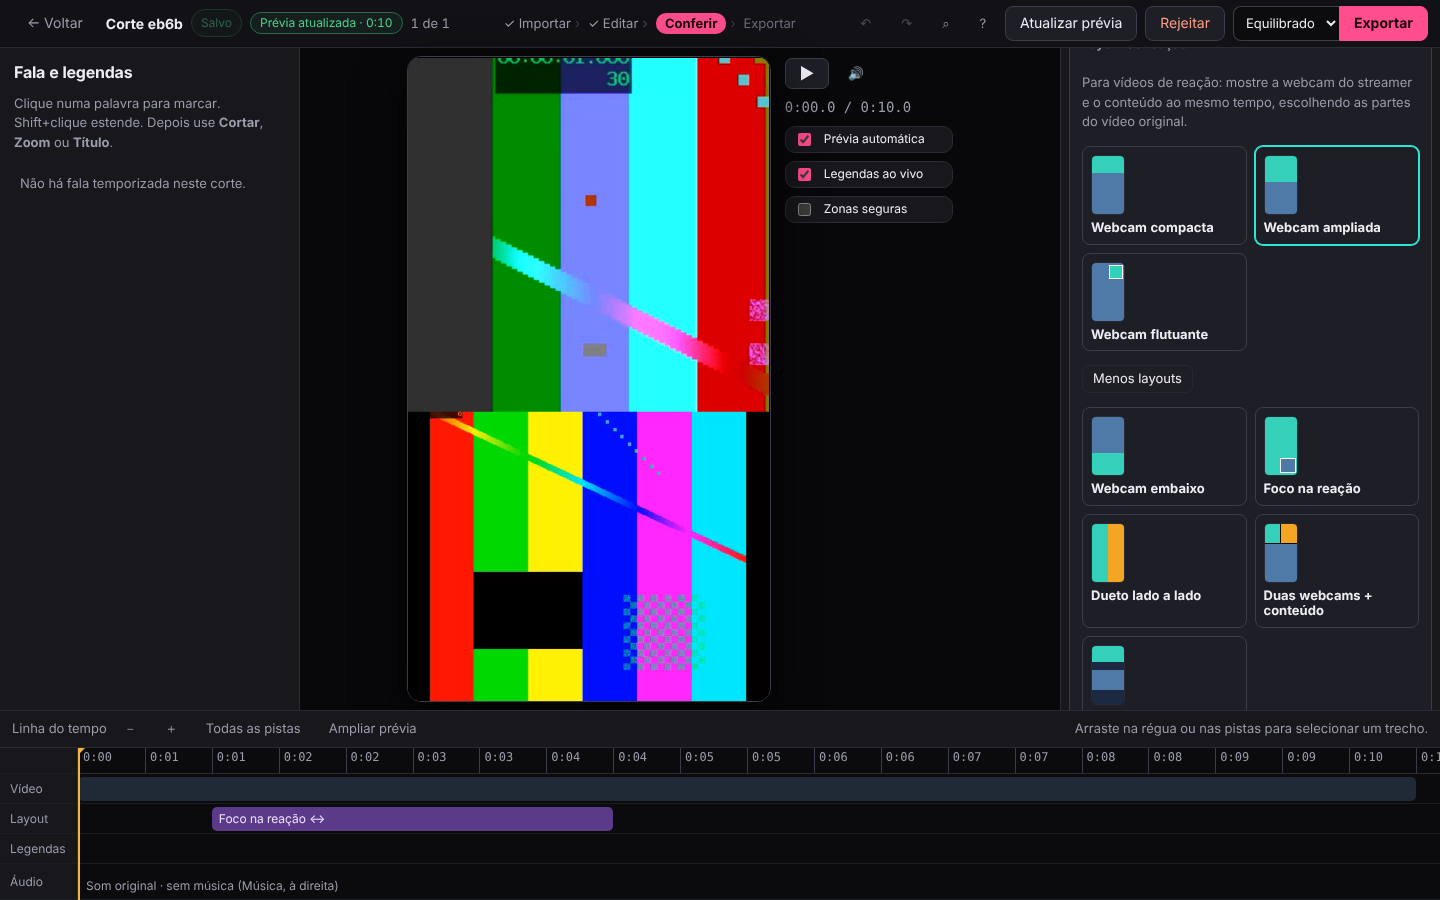 ← Voltar
Corte eb6b
Salvo
Prévia atualizada · 0:10
1 de 1
✓ Importar › ✓ Editar › Conferir › Exportar
?
Atualizar prévia
Rejeitar
Equilibrado
Exportar
Fala e legendas
Clique numa palavra para marcar.
Shift+clique estende. Depois use Cortar,
Zoom ou Título.
Não há fala temporizada neste corte.
30
0:00.0 / 0:10.0
Prévia automática
Legendas ao vivo
Zonas seguras
Para vídeos de reação: mostre a webcam do streamer
e o conteúdo ao mesmo tempo, escolhendo as partes
do vídeo original.
Webcam compacta
Webcam ampliada
Webcam flutuante
Menos layouts
Webcam embaixo
Foco na reação
Dueto lado a lado
Duas webcams +
conteúdo
Linha do tempo
−
+
Todas as pistas
Ampliar prévia
Arraste na régua ou nas pistas para selecionar um trecho.
0:00 0:01 0:01 0:02 0:02 0:03 0:03 0:04 0:04 0:05 0:05 0:06 0:06 0:07 0:07 0:08 0:08 0:09 0:09 0:10
Vídeo
Layout
Foco na reação ↔
Legendas
Áudio
Som original · sem música (Música, à direita)